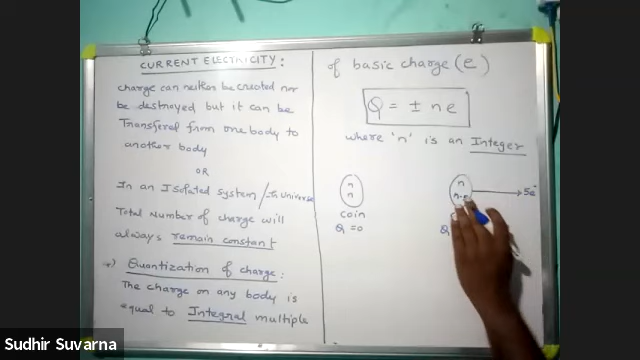 CURRENT ELECTRICITY:
charge can neither be created nor
be destroyed but it can be
Transfered from one body to
another body
OR
In an Isolated system/In universe
Total Number of charge will
always remain constant
→) Quantization of charge:
The charge on any body is
equal to Integral multiple
of basic charge (e)
Q = ± ne
where 'n' is an Integer
n
n
coin
Q = 0
n
5e⁻
Q
Sudhir Suvarna